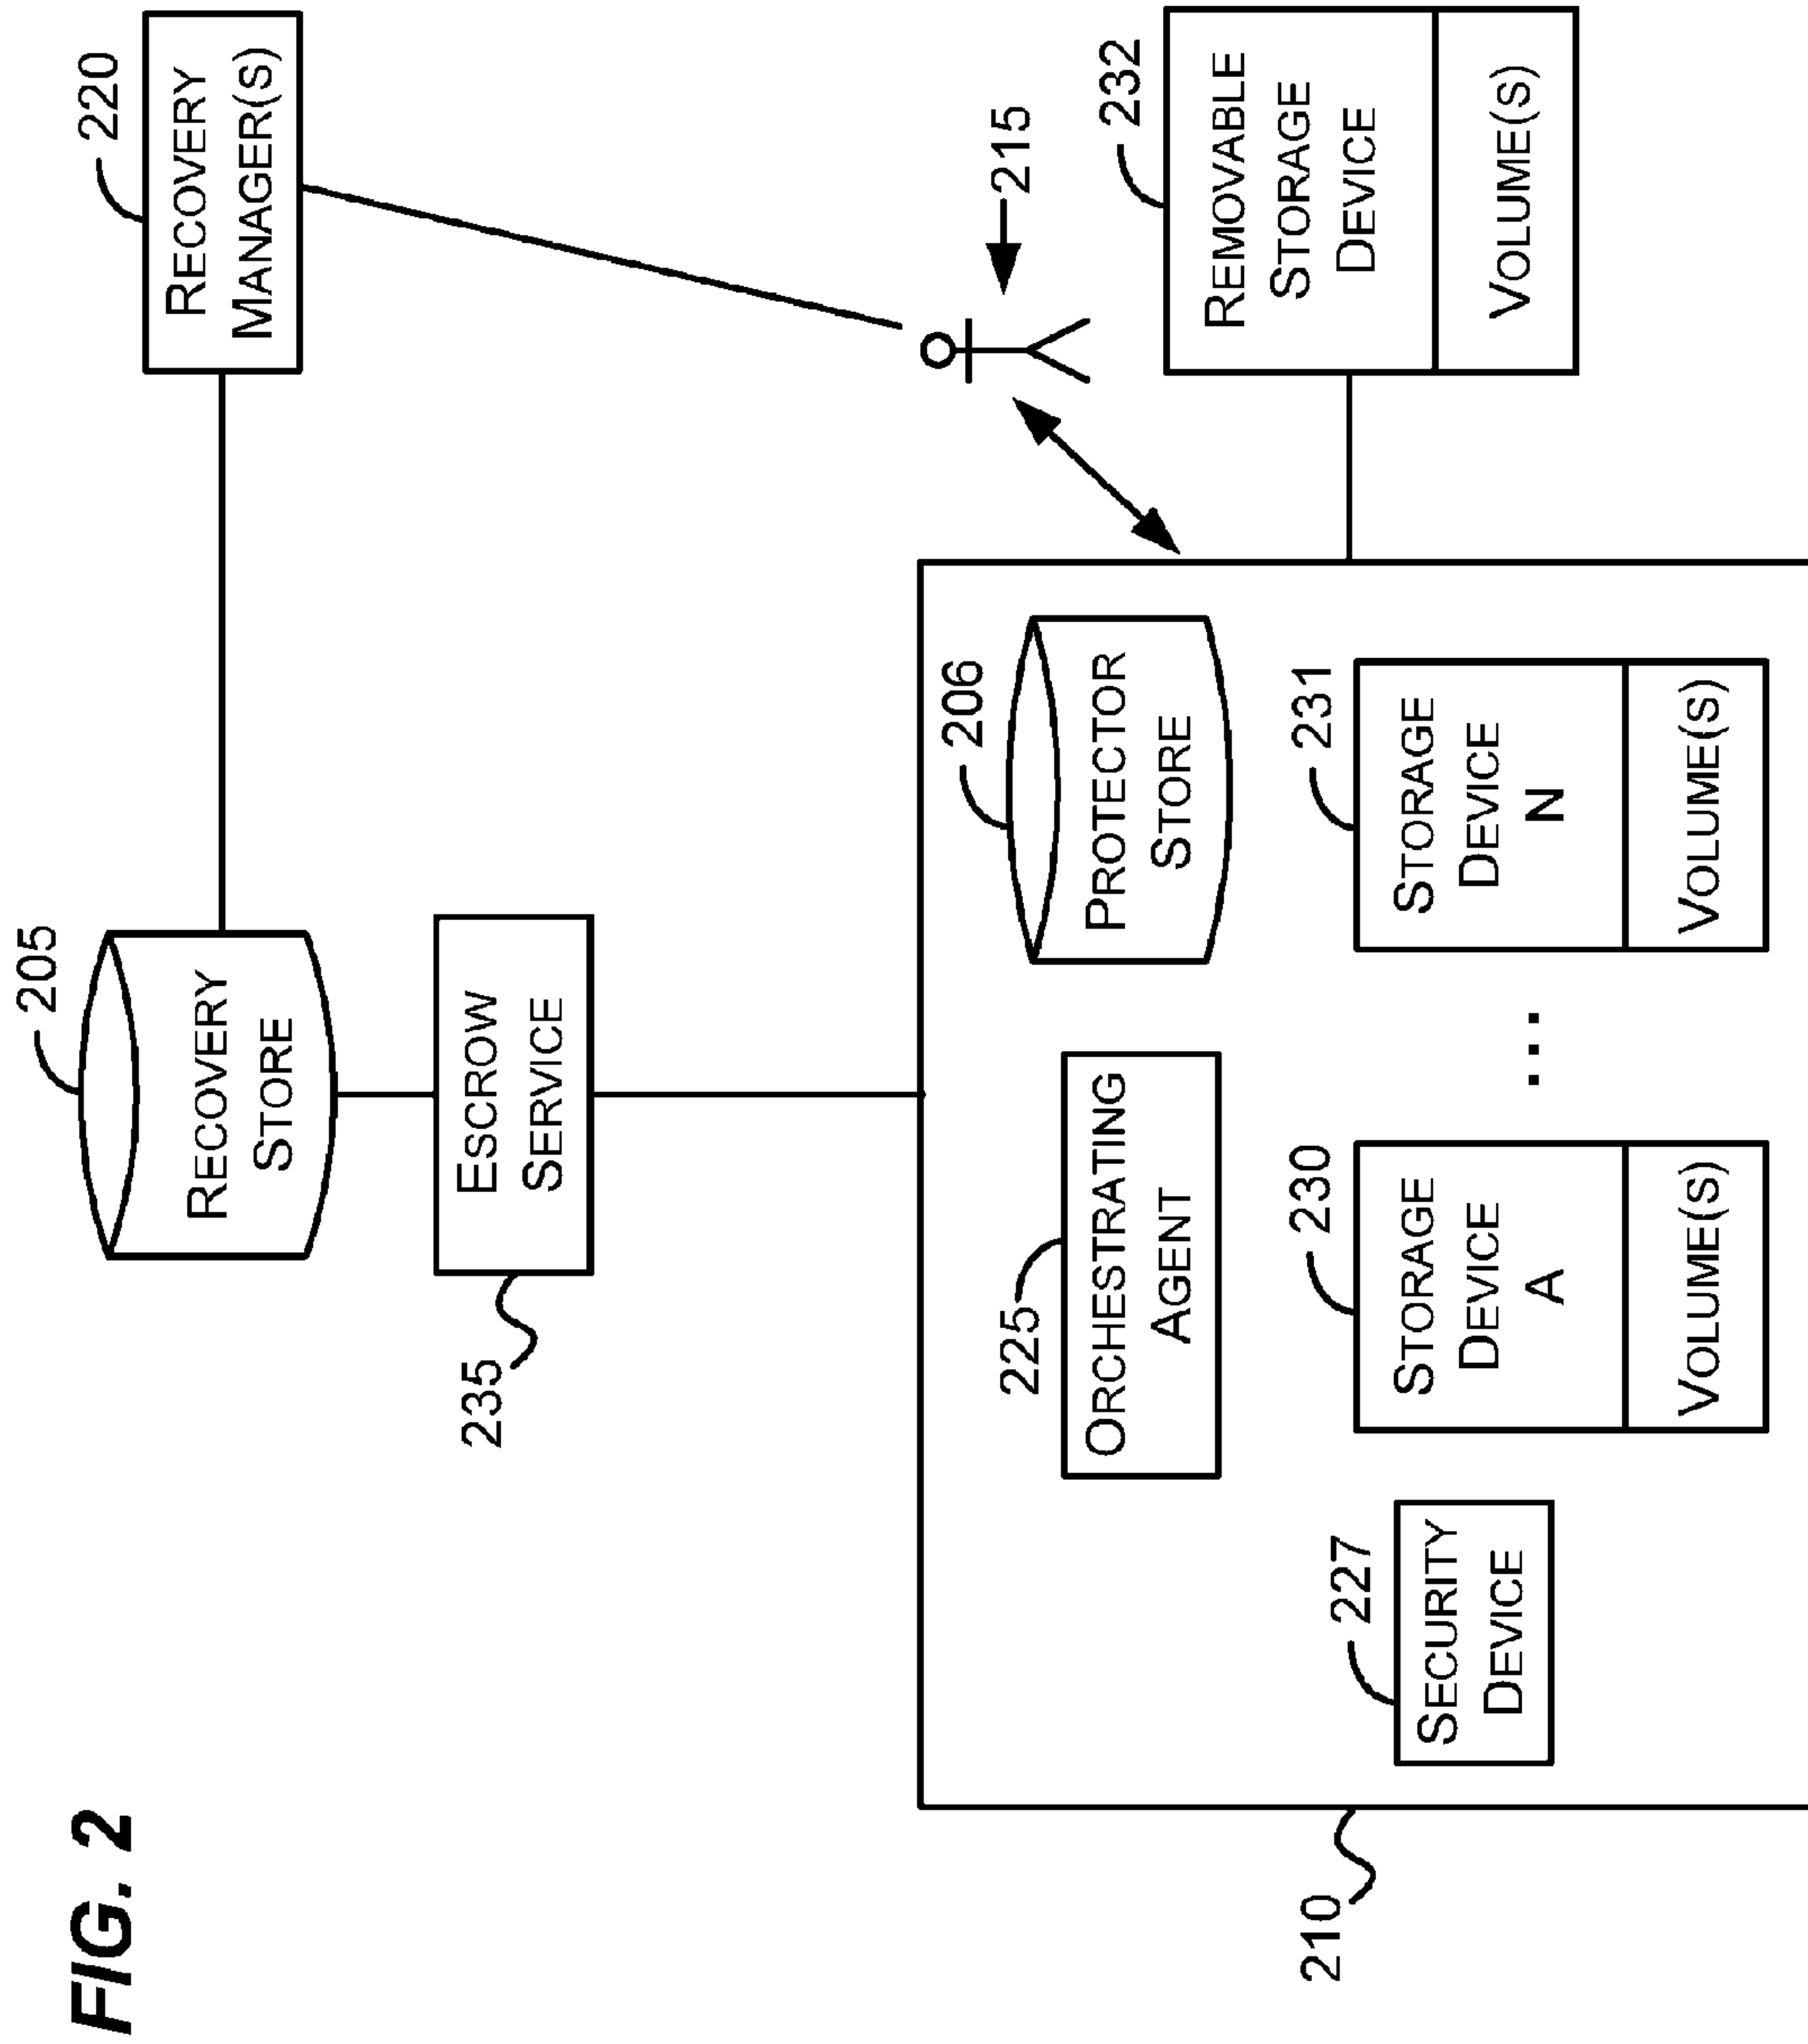 FIG. 2
205
RECOVERY
STORE
220
RECOVERY
MANAGER(S)
235
ESCROW
SERVICE
215
210
225
ORCHESTRATING
AGENT
206
PROTECTOR
STORE
232
REMOVABLE
STORAGE
DEVICE
VOLUME(S)
227
SECURITY
DEVICE
230
STORAGE
DEVICE
A
VOLUME(S)
...
231
STORAGE
DEVICE
N
VOLUME(S)